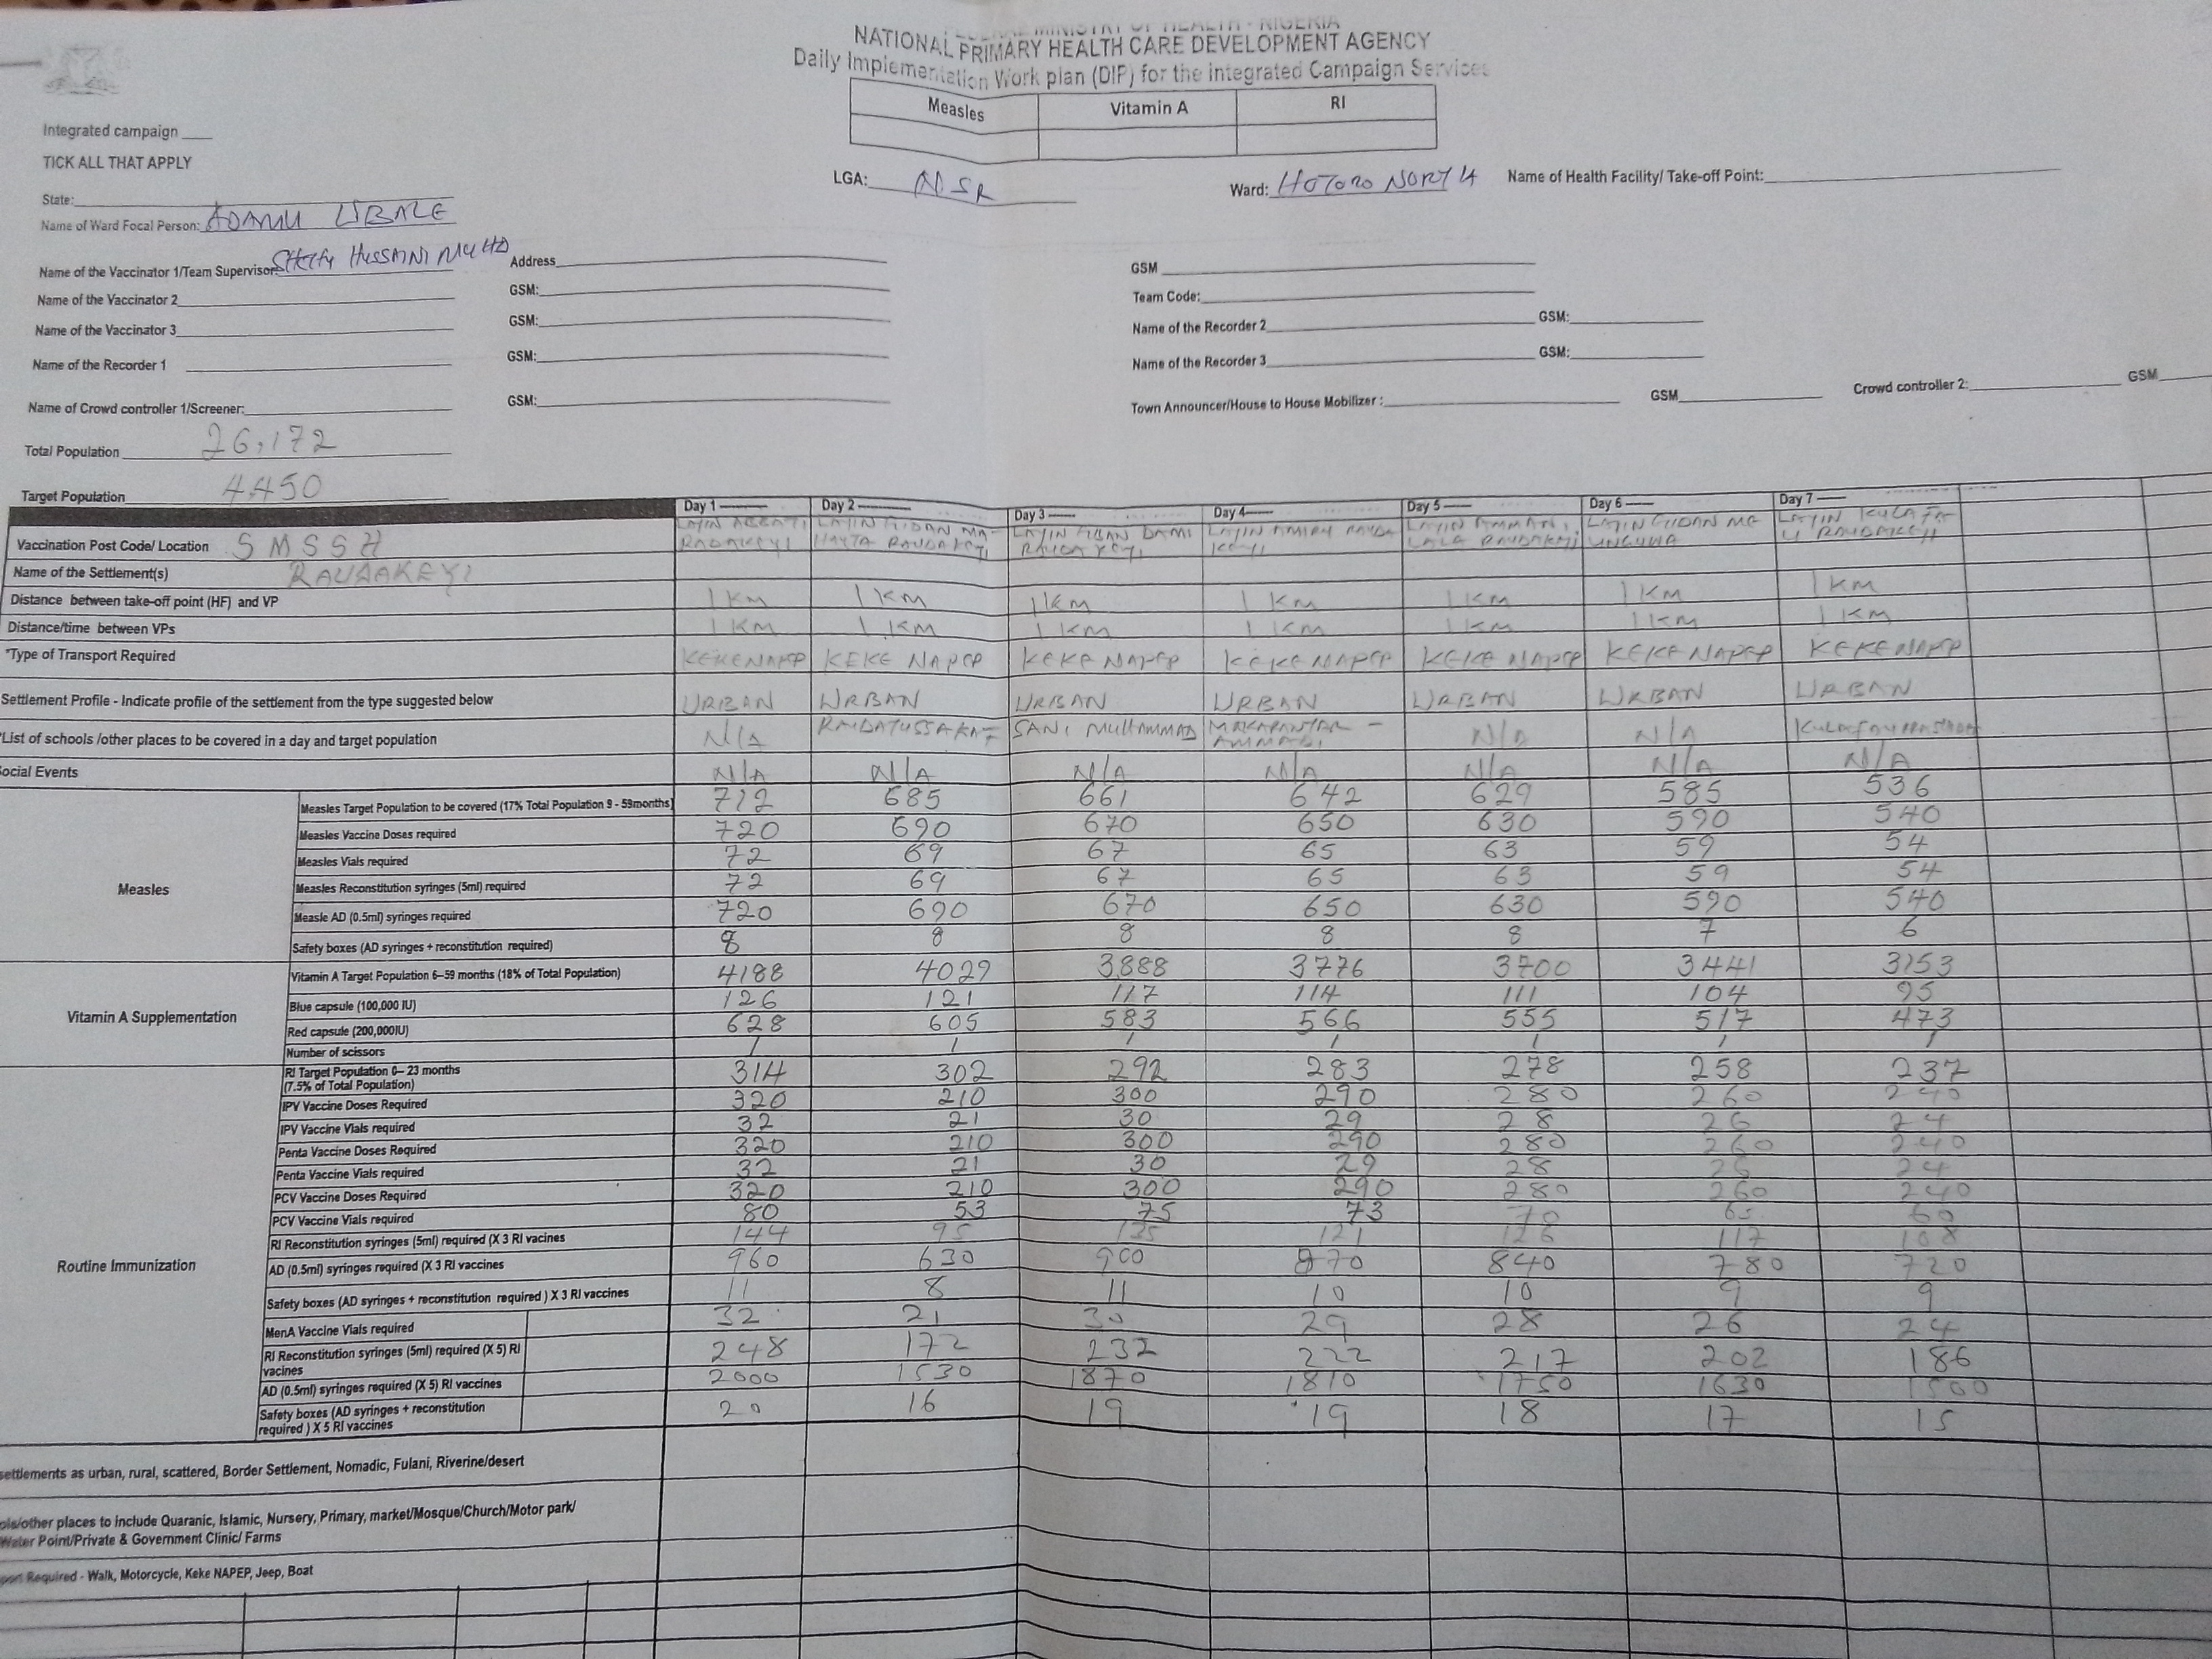 FEDERAL MINISTRY OF HEALTH - NIGERIA
NATIONAL PRIMARY HEALTH CARE DEVELOPMENT AGENCY
Daily Implementation Work plan (DIP) for the integrated Campaign Services
Measles Vitamin A RI
Integrated campaign
TICK ALL THAT APPLY
LGA: NSR Ward: HOTORO NORTH Name of Health Facility/ Take-off Point:
State:
Name of Ward Focal Person: ADAMU
Name of the Vaccinator 1/Team Supervisor: HUSSAINI MUHD Address GSM
Name of the Vaccinator 2 GSM: Team Code:
Name of the Vaccinator 3 GSM: Name of the Recorder 2 GSM:
Name of the Recorder 1 GSM: Name of the Recorder 3 GSM:
Name of Crowd controller 1/Screener: GSM: Town Announcer/House to House Mobilizer : GSM Crowd controller 2: GSM
Total Population 26,172
Target Population 4450
Day 1 Day 2 Day 3 Day 4 Day 5 Day 6 Day 7
Vaccination Post Code/ Location SMSSH LAYIN LAYIN GIDAN MA- LAYIN LAYIN LAYIN LAYIN GIDAN ME LAYIN KULAFA
RAUDAKEYI UNGUWA
Name of the Settlement(s) RAUDAKEYI
Distance between take-off point (HF) and VP 1KM 1KM 1KM 1KM 1KM 1KM 1KM
Distance/time between VPs 1KM 1KM 1KM 1KM 1KM 1KM 1KM
*Type of Transport Required KEKE NAPEP KEKE NAPEP KEKE NAPEP KEKE NAPEP KEKE NAPEP KEKE NAPEP KEKE NAPEP
Settlement Profile - Indicate profile of the settlement from the type suggested below URBAN URBAN URBAN URBAN URBAN URBAN URBAN
*List of schools /other places to be covered in a day and target population N/A SANI MUHAMMAD N/A N/A
Social Events N/A N/A N/A N/A N/A N/A N/A
Measles
Measles Target Population to be covered (17% Total Population 9 - 59months) 712 685 661 642 629 585 536
Measles Vaccine Doses required 720 690 670 650 630 590 540
Measles Vials required 72 69 67 65 63 59 54
Measles Reconstitution syringes (5ml) required 72 69 67 65 63 59 54
Measle AD (0.5ml) syringes required 720 690 670 650 630 590 540
Safety boxes (AD syringes + reconstitution required) 8 8 8 8 8 7 6
Vitamin A Supplementation
Vitamin A Target Population 6–59 months (18% of Total Population) 4188 4029 3888 3776 3700 3441 3153
Blue capsule (100,000 IU) 126 121 117 114 111 104 95
Red capsule (200,000IU) 628 605 583 566 555 517 473
Number of scissors 1 1 1 1 1 1 1
Routine Immunization
RI Target Population 0– 23 months 314 302 292 283 278 258 237
(7.5% of Total Population)
IPV Vaccine Doses Required 320 210 300 290 280 260 240
IPV Vaccine Vials required 32 21 30 29 28 26 24
Penta Vaccine Doses Required 320 210 300 290 280 260 240
Penta Vaccine Vials required 32 21 30 29 28 26 24
PCV Vaccine Doses Required 320 210 300 290 280 260 240
PCV Vaccine Vials required 80 53 75 73 70 65 60
RI Reconstitution syringes (5ml) required (X 3 RI vacines 144 95 135 121 126 117 108
AD (0.5ml) syringes required (X 3 RI vaccines 960 630 900 870 840 780 720
Safety boxes (AD syringes + reconstitution required ) X 3 RI vaccines 11 8 11 10 10 9 9
MenA Vaccine Vials required 32 21 30 29 28 26 24
RI Reconstitution syringes (5ml) required (X 5) RI 248 172 232 222 217 202 186
vacines
AD (0.5ml) syringes required (X 5) RI vaccines 2000 1530 1870 1810 1750 1630 1500
Safety boxes (AD syringes + reconstitution 20 16 19 19 18 17 15
required ) X 5 RI vaccines
settlements as urban, rural, scattered, Border Settlement, Nomadic, Fulani, Riverine/desert
ols/other places to include Quaranic, Islamic, Nursery, Primary, market/Mosque/Church/Motor park/
Water Point/Private & Government Clinic/ Farms
port Required - Walk, Motorcycle, Keke NAPEP, Jeep, Boat